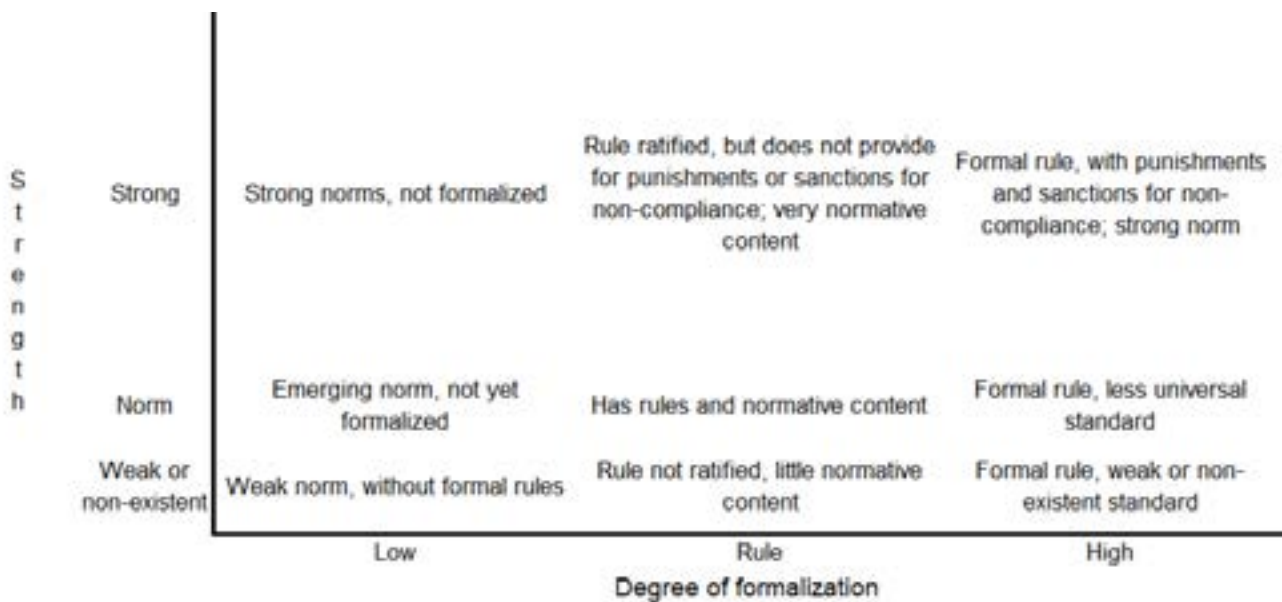 Strength
Strong
Strong norms, not formalized
Rule ratified, but does not provide
for punishments or sanctions for
non-compliance; very normative
content
Formal rule, with punishments
and sanctions for non-
compliance; strong norm
Norm
Emerging norm, not yet
formalized
Has rules and normative content
Formal rule, less universal
standard
Weak or
non-existent
Weak norm, without formal rules
Rule not ratified, little normative
content
Formal rule, weak or non-
existent standard
Low
Rule
High
Degree of formalization